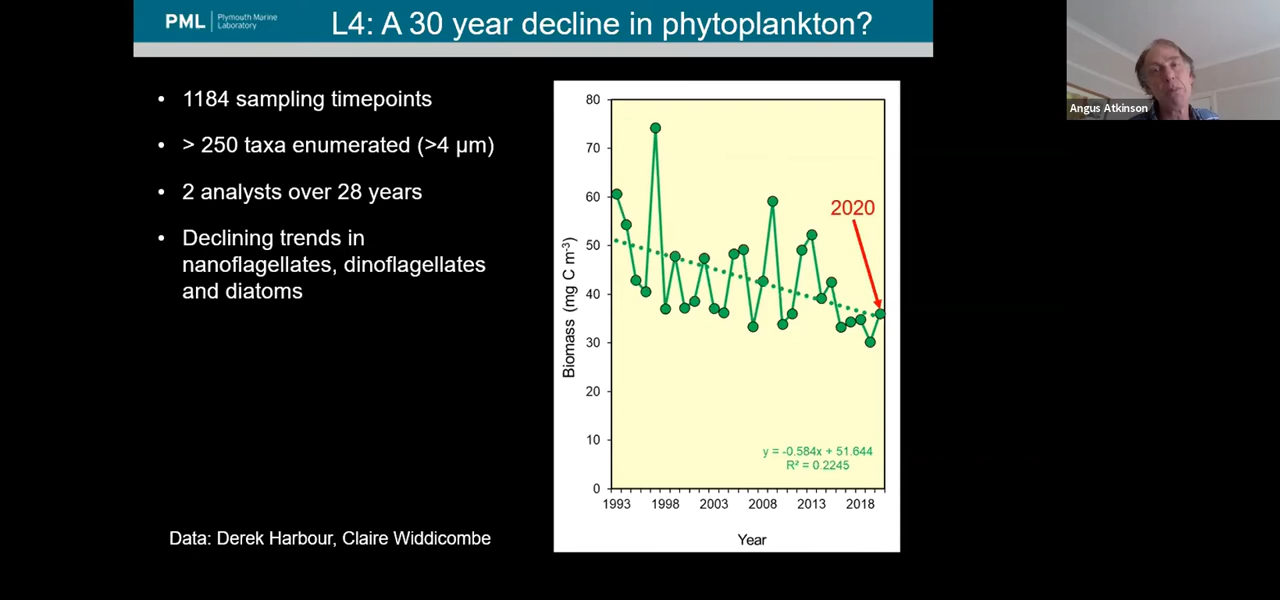 PML | Plymouth Marine
Laboratory
L4: A 30 year decline in phytoplankton?
Angus Atkinson
• 1184 sampling timepoints
• > 250 taxa enumerated (>4 µm)
• 2 analysts over 28 years
• Declining trends in
nanoflagellates, dinoflagellates
and diatoms
Data: Derek Harbour, Claire Widdicombe
Biomass (mg C m⁻³)
80
70
60
50
40
30
20
10
0
2020
y = -0.584x + 51.644
R² = 0.2245
1993 1998 2003 2008 2013 2018
Year